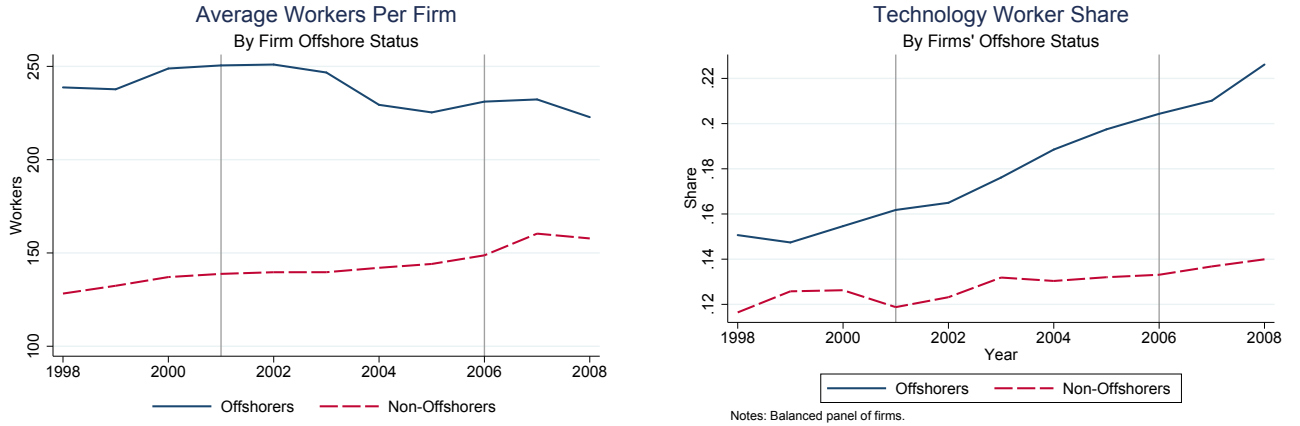 Average Workers Per Firm
By Firm Offshore Status
Workers
250
200
150
100
1998 2000 2002 2004 2006 2008
Offshorers Non-Offshorers
Technology Worker Share
By Firms' Offshore Status
Share
.22
.2
.18
.16
.14
.12
1998 2000 2002 2004 2006 2008
Year
Offshorers Non-Offshorers
Notes: Balanced panel of firms.